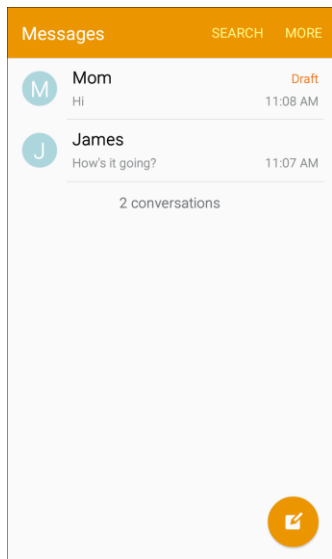 Messages SEARCH MORE
M Mom Draft
Hi 11:08 AM
J James
How's it going? 11:07 AM
2 conversations